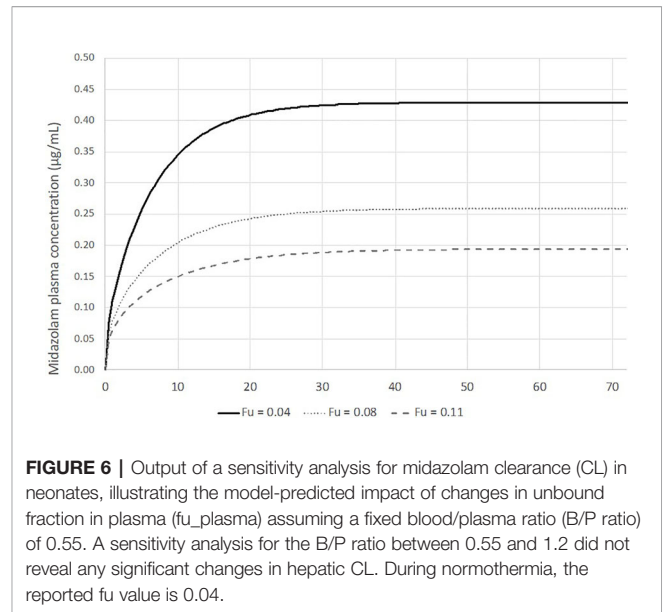 0.50
0.45
0.40
0.35
0.30
0.25
0.20
0.15
0.10
0.05
0.00
Midazolam plasma concentration (µg/mL)
0 10 20 30 40 50 60 70
Fu = 0.04 Fu = 0.08 Fu = 0.11
FIGURE 6 | Output of a sensitivity analysis for midazolam clearance (CL) in
neonates, illustrating the model-predicted impact of changes in unbound
fraction in plasma (fu_plasma) assuming a fixed blood/plasma ratio (B/P ratio)
of 0.55. A sensitivity analysis for the B/P ratio between 0.55 and 1.2 did not
reveal any significant changes in hepatic CL. During normothermia, the
reported fu value is 0.04.